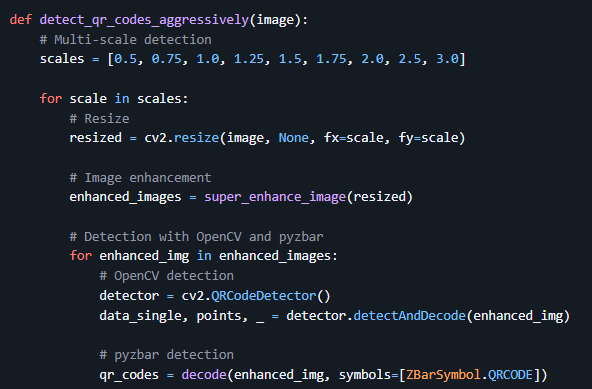 def detect_qr_codes_aggressively(image):
    # Multi-scale detection
    scales = [0.5, 0.75, 1.0, 1.25, 1.5, 1.75, 2.0, 2.5, 3.0]

    for scale in scales:
        # Resize
        resized = cv2.resize(image, None, fx=scale, fy=scale)

        # Image enhancement
        enhanced_images = super_enhance_image(resized)

        # Detection with OpenCV and pyzbar
        for enhanced_img in enhanced_images:
            # OpenCV detection
            detector = cv2.QRCodeDetector()
            data_single, points, _ = detector.detectAndDecode(enhanced_img)

            # pyzbar detection
            qr_codes = decode(enhanced_img, symbols=[ZBarSymbol.QRCODE])